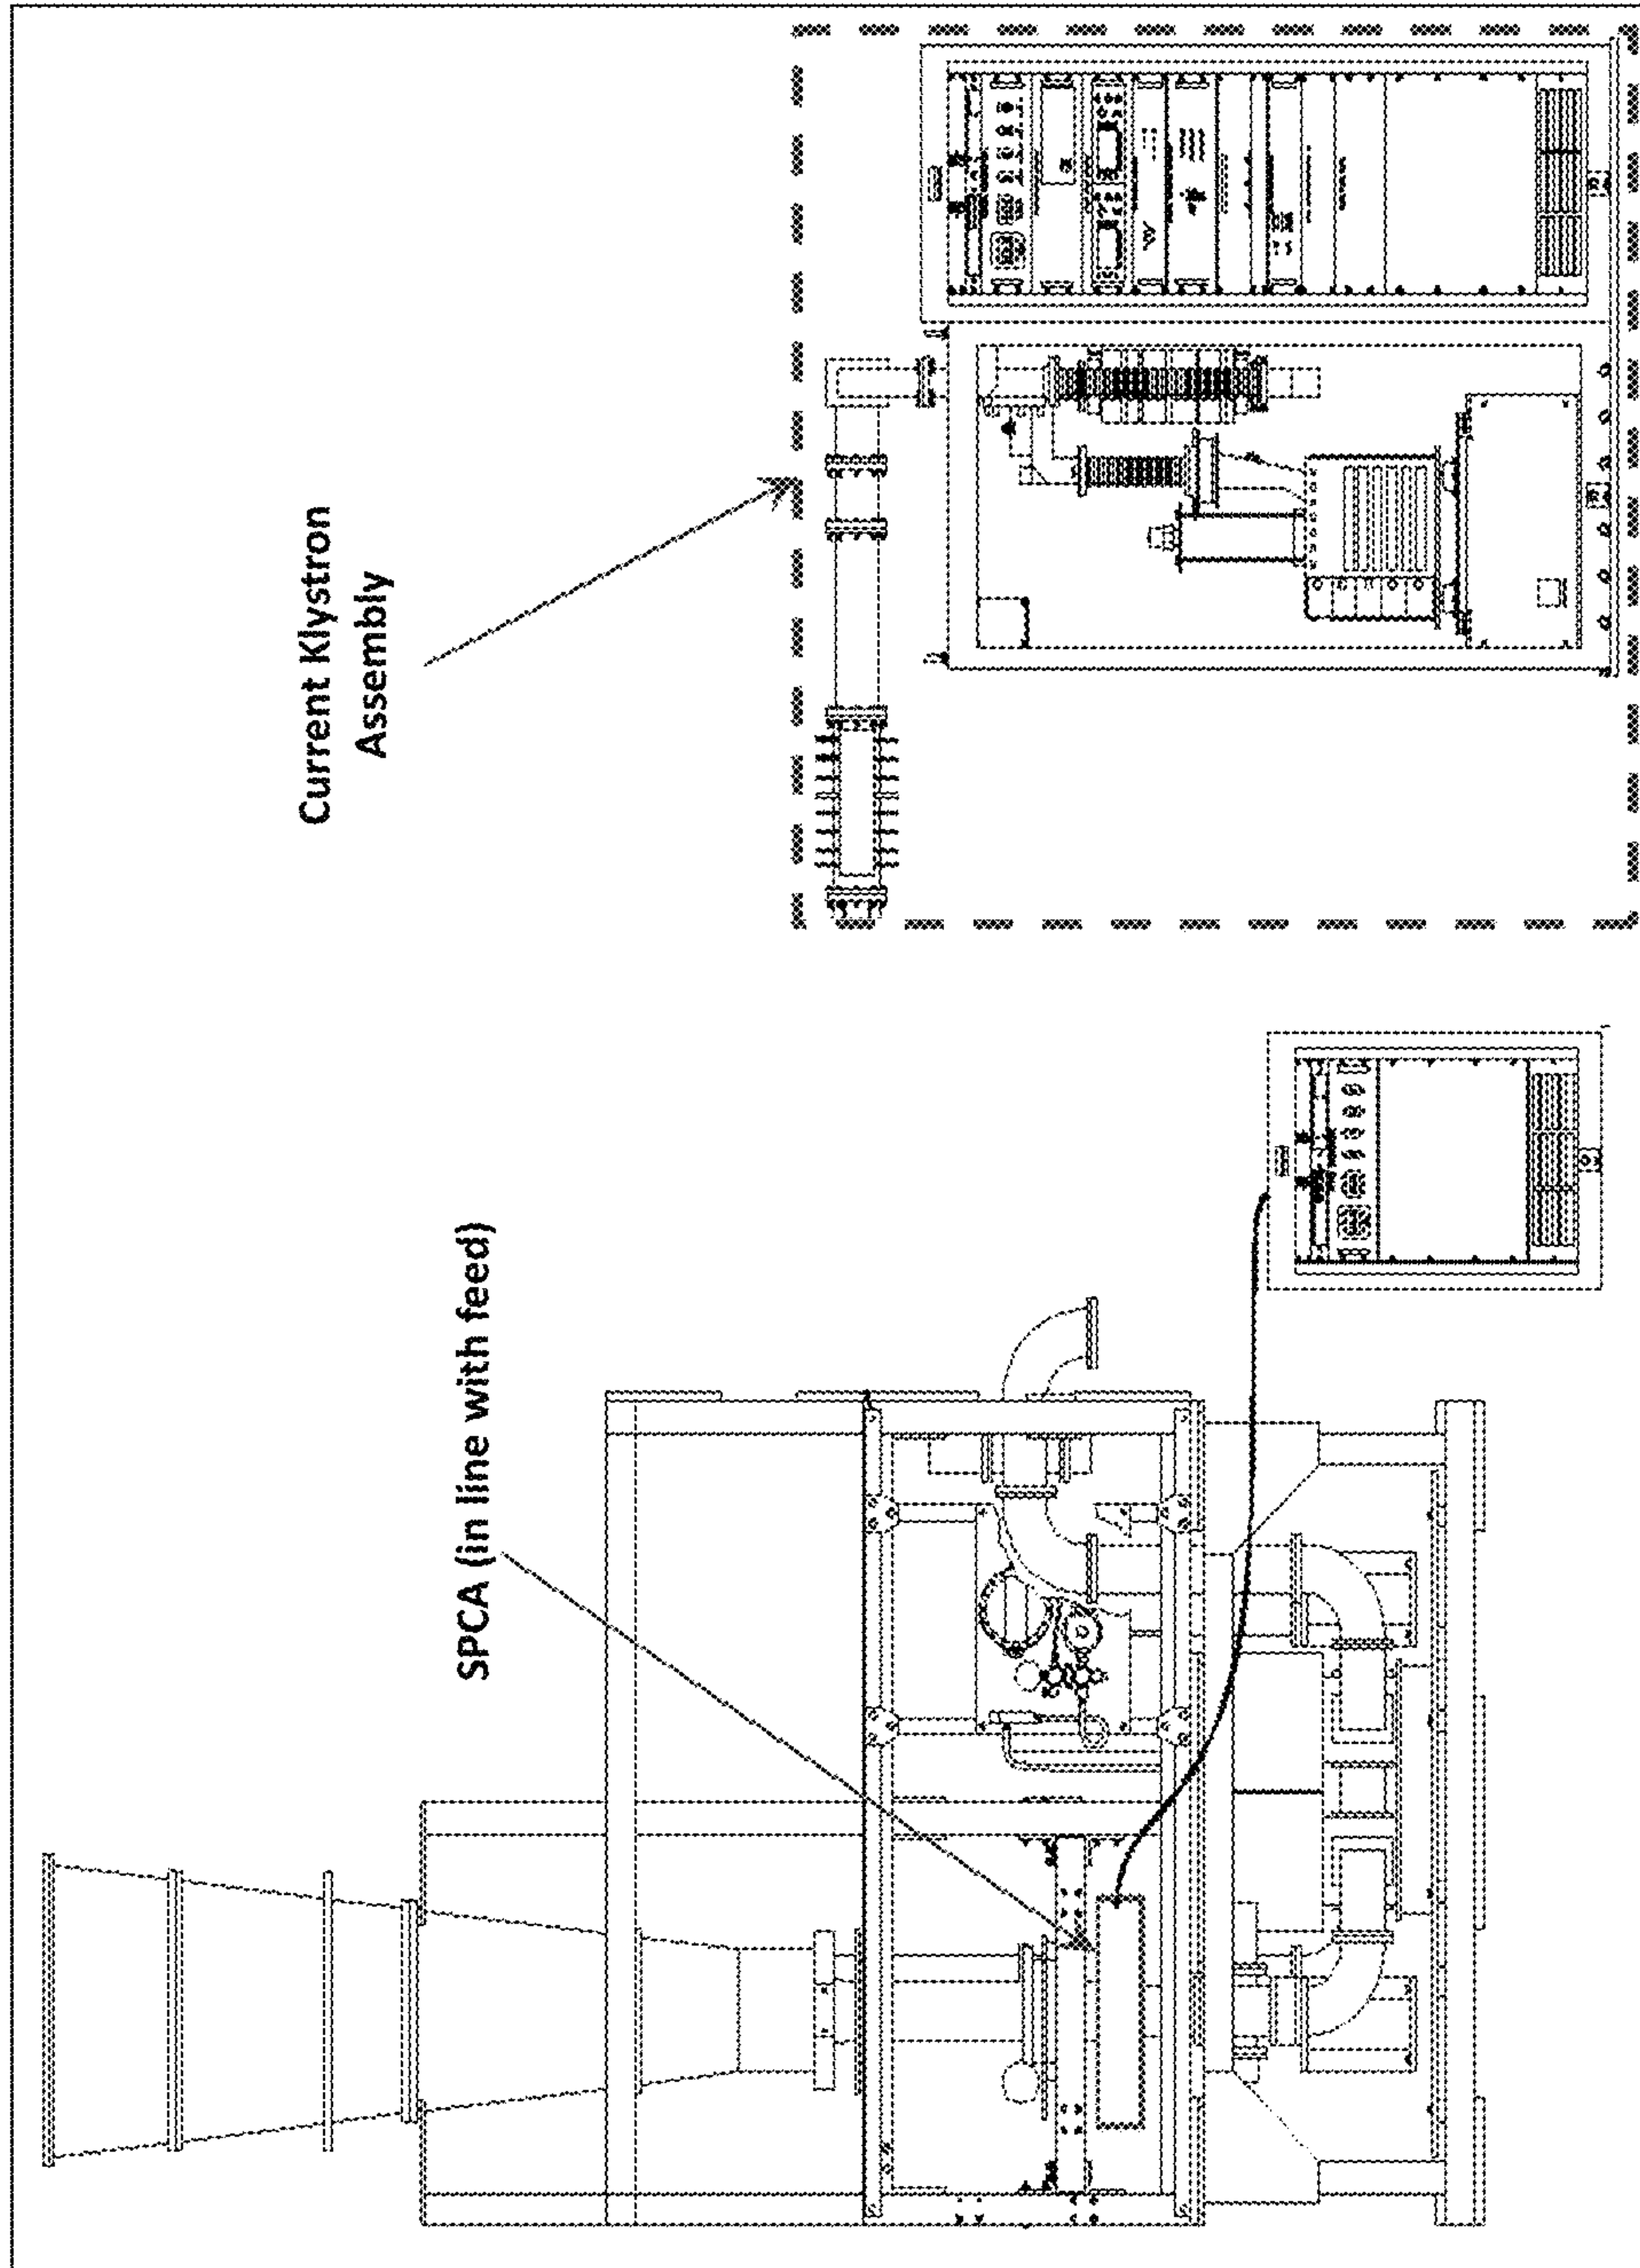 Current Klystron
Assembly
SPCA (in line with feed)